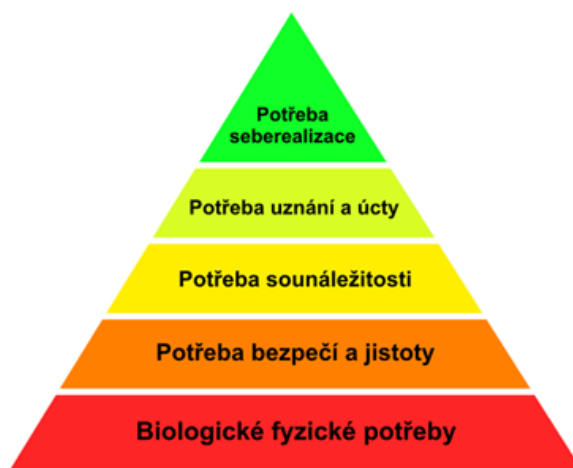 Potřeba
seberealizace
Potřeba uznání a úcty
Potřeba sounáležitosti
Potřeba bezpečí a jistoty
Biologické fyzické potřeby